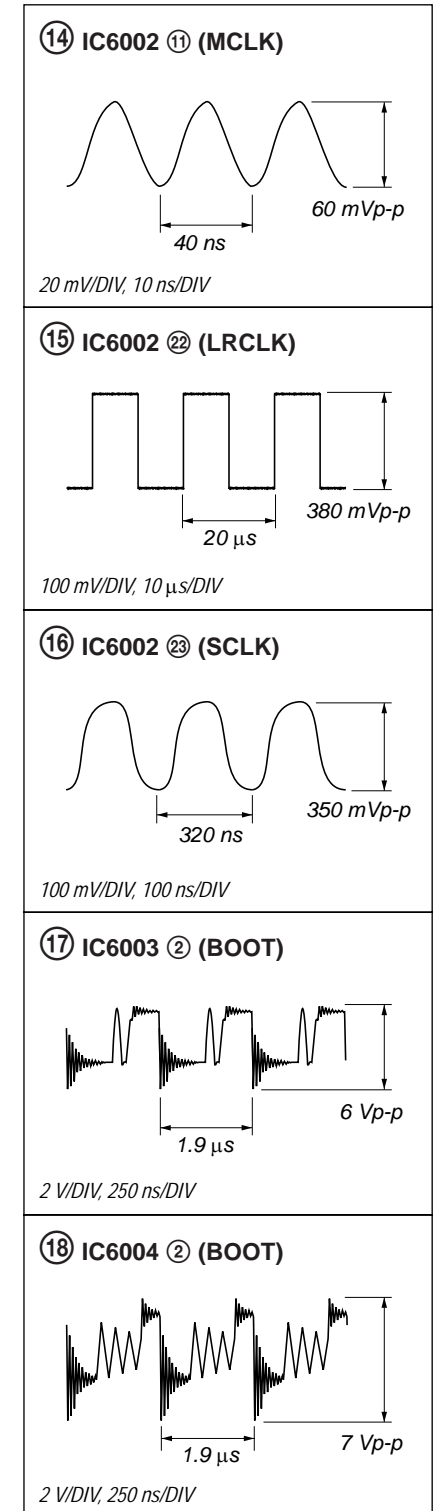 ⑭ IC6002 ⑪ (MCLK)
60 mVp-p
40 ns
20 mV/DIV, 10 ns/DIV
⑮ IC6002 ㉒ (LRCLK)
380 mVp-p
20 µs
100 mV/DIV, 10 µs/DIV
⑯ IC6002 ㉓ (SCLK)
350 mVp-p
320 ns
100 mV/DIV, 100 ns/DIV
⑰ IC6003 ② (BOOT)
6 Vp-p
1.9 µs
2 V/DIV, 250 ns/DIV
⑱ IC6004 ② (BOOT)
7 Vp-p
1.9 µs
2 V/DIV, 250 ns/DIV